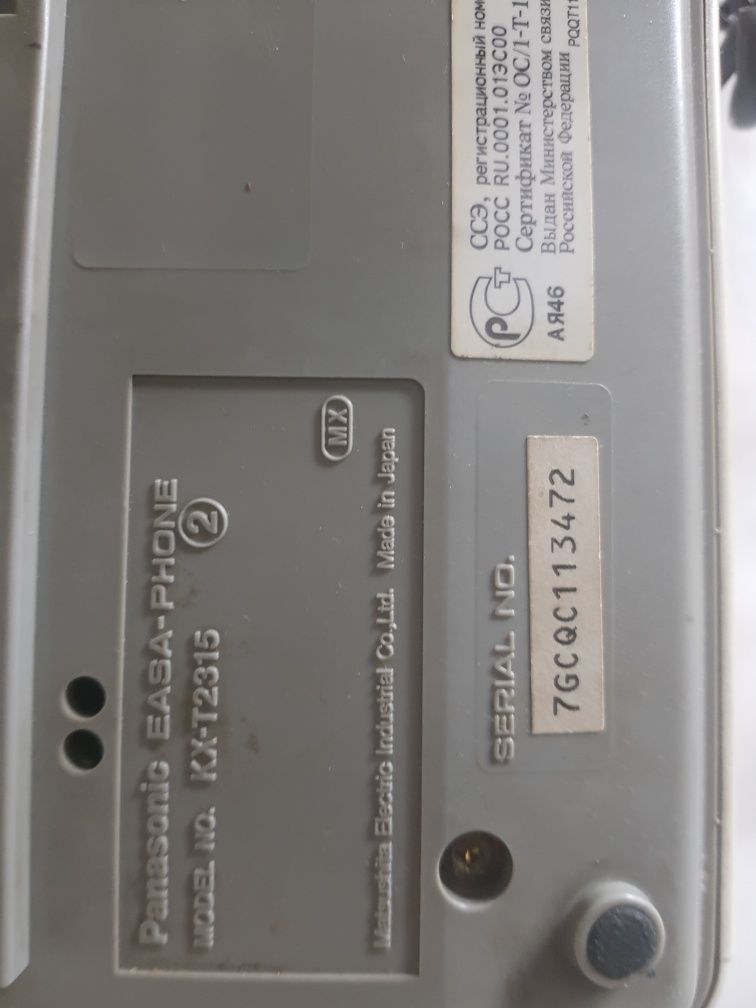 Panasonic EASA-PHONE
MODEL NO. KX-T2315 2
MX
Matsushita Electric Industrial Co.,Ltd. Made in Japan
SERIAL NO.
7GCQC113472
РСТ
АЯ46
ССЭ, регистрационный
РОСС RU.0001.01ЭС00
Сертификат № ОС/1-Т-1
Выдан Министерством связи
Российской Федерации